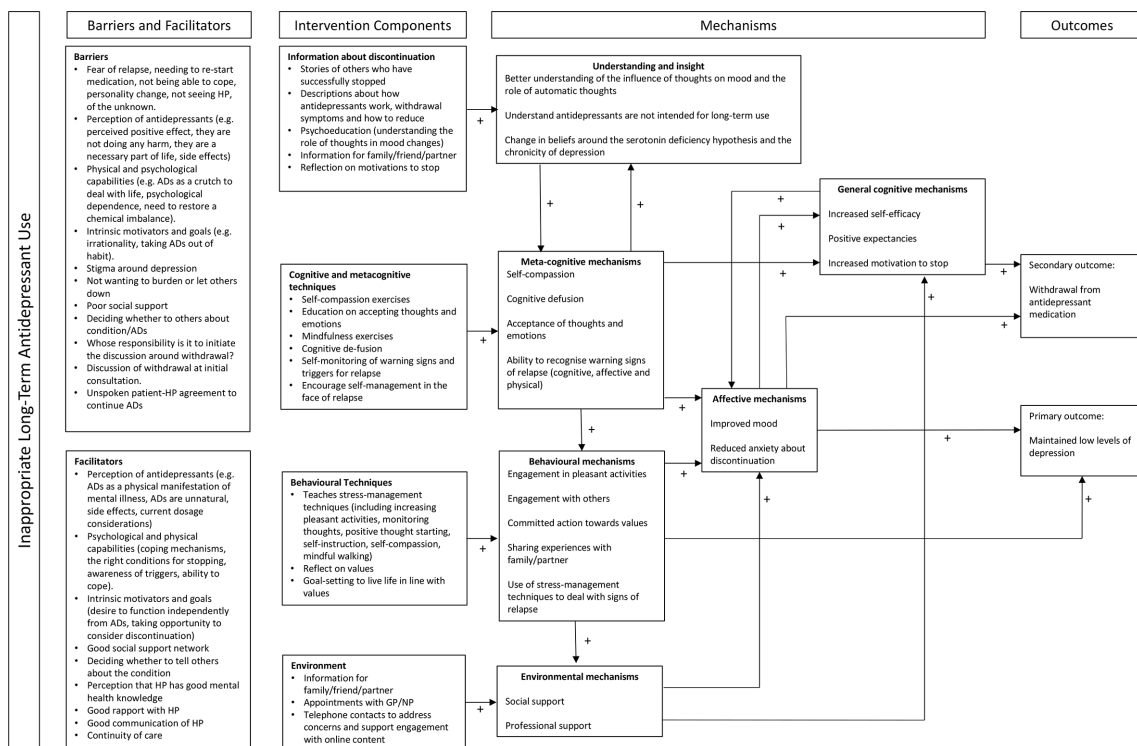 Inappropriate Long-Term Antidepressant Use
Barriers and Facilitators
Intervention Components
Mechanisms
Outcomes
Barriers
• Fear of relapse, needing to re-start
medication, not being able to cope,
personality change, not seeing HP,
of the unknown.
• Perception of antidepressants (e.g.
perceived positive effect, they are
not doing any harm, they are a
necessary part of life, side effects)
• Physical and psychological
capabilities (e.g. ADs as a crutch to
deal with life, psychological
dependence, need to restore a
chemical imbalance).
• Intrinsic motivators and goals (e.g.
irrationality, taking ADs out of
habit).
• Stigma around depression
• Not wanting to burden or let others
down
• Poor social support
• Deciding whether to others about
condition/ADs
• Whose responsibility is it to initiate
the discussion around withdrawal?
• Discussion of withdrawal at initial
consultation.
• Unspoken patient-HP agreement to
continue ADs
Facilitators
• Perception of antidepressants (e.g.
ADs as a physical manifestation of
mental illness, ADs are unnatural,
side effects, current dosage
considerations)
• Psychological and physical
capabilities (coping mechanisms,
the right conditions for stopping,
awareness of triggers, ability to
cope).
• Intrinsic motivators and goals
(desire to function independently
from ADs, taking opportunity to
consider discontinuation)
• Good social support network
• Deciding whether to tell others
about the condition
• Perception that HP has good mental
health knowledge
• Good rapport with HP
• Good communication of HP
• Continuity of care
Information about discontinuation
• Stories of others who have
successfully stopped
• Descriptions about how
antidepressants work, withdrawal
symptoms and how to reduce
• Psychoeducation (understanding the
role of thoughts in mood changes)
• Information for family/friend/partner
• Reflection on motivations to stop
Cognitive and metacognitive
techniques
• Self-compassion exercises
• Education on accepting thoughts and
emotions
• Mindfulness exercises
• Cognitive de-fusion
• Self-monitoring of warning signs and
triggers for relapse
• Encourage self-management in the
face of relapse
Behavioural Techniques
• Teaches stress-management
techniques (including increasing
pleasant activities, monitoring
thoughts, positive thought starting,
self-instruction, self-compassion,
mindful walking)
• Reflect on values
• Goal-setting to live life in line with
values
Environment
• Information for
family/friend/partner
• Appointments with GP/NP
• Telephone contacts to address
concerns and support engagement
with online content
+
+
+
+
Understanding and insight
Better understanding of the influence of thoughts on mood and the
role of automatic thoughts
Understand antidepressants are not intended for long-term use
Change in beliefs around the serotonin deficiency hypothesis and the
chronicity of depression
+
+
Meta-cognitive mechanisms
Self-compassion
Cognitive defusion
Acceptance of thoughts and
emotions
Ability to recognise warning signs
of relapse (cognitive, affective and
physical)
+
+
+
Behavioural mechanisms
Engagement in pleasant activities
Engagement with others
Committed action towards values
Sharing experiences with
family/partner
Use of stress-management
techniques to deal with signs of
relapse
+
+
+
Environmental mechanisms
Social support
Professional support
+
+
General cognitive mechanisms
Increased self-efficacy
Positive expectancies
Increased motivation to stop
+
+
+
Affective mechanisms
Improved mood
Reduced anxiety about
discontinuation
+
+
Secondary outcome:
Withdrawal from
antidepressant
medication
Primary outcome:
Maintained low levels of
depression